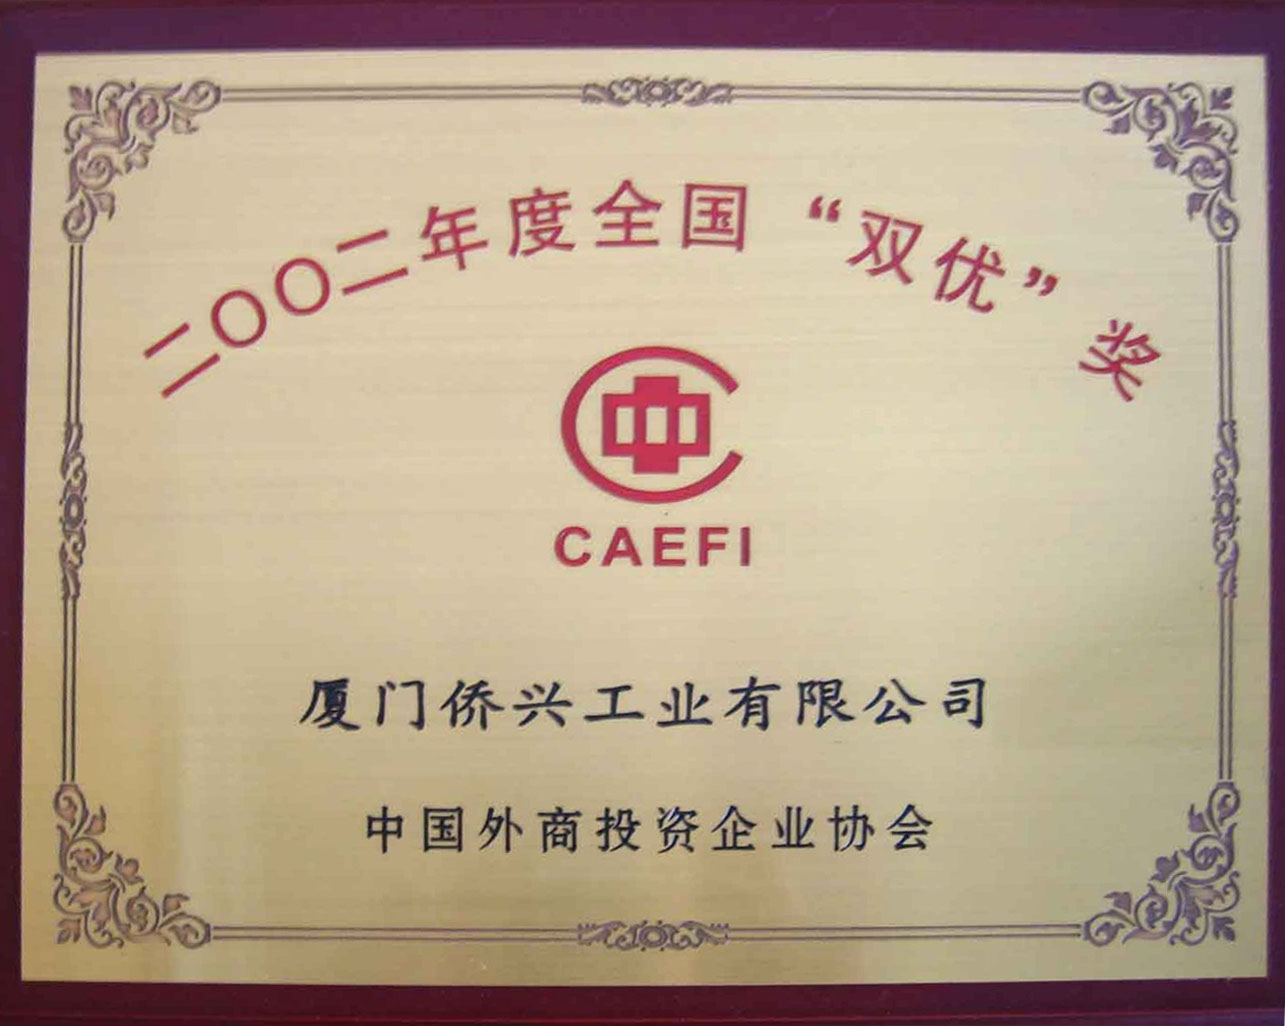 二〇〇二年度全国“双优”奖
CAEFI
厦门侨兴工业有限公司
中国外商投资企业协会